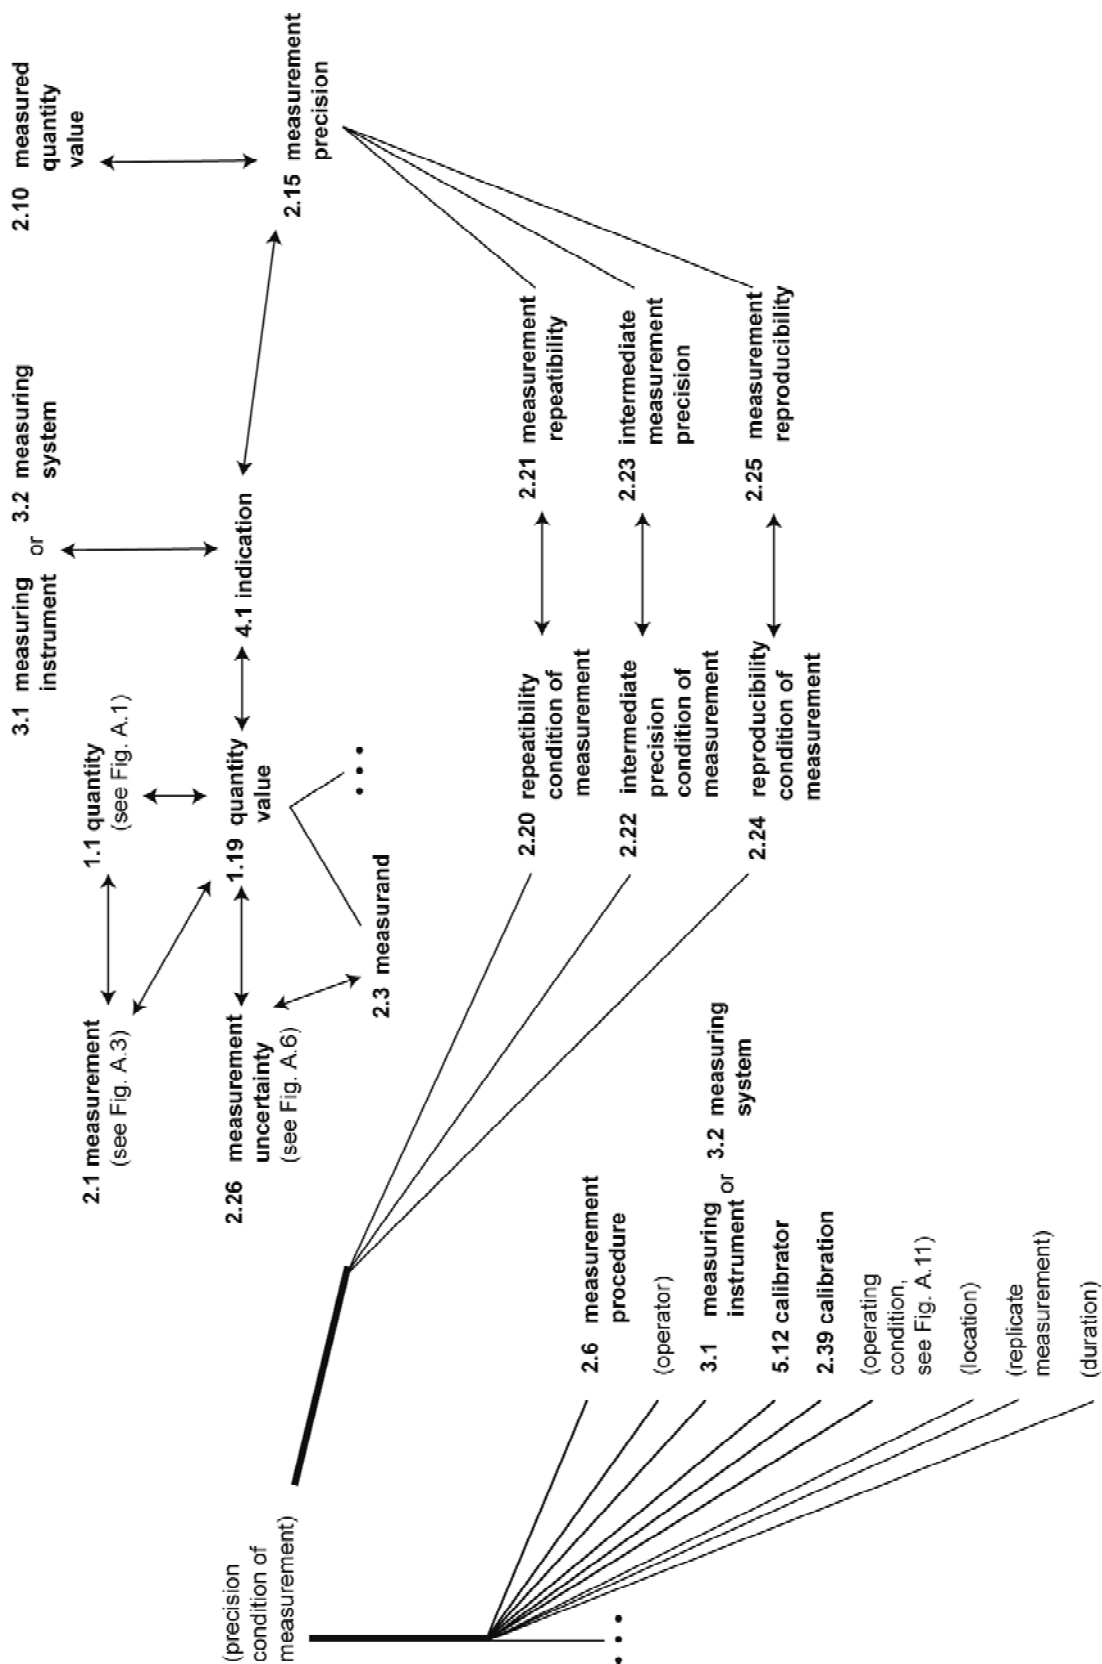 2.10 measured
quantity
value
3.1 measuring or 3.2 measuring
instrument
system
1.1 quantity
(see Fig. A.1)
2.1 measurement
(see Fig. A.3)
2.15 measurement
precision
4.1 indication
1.19 quantity
value
2.26 measurement
uncertainty
(see Fig. A.6)
2.3 measurand
• • •
(precision
condition of
measurement)
2.21 measurement
repeatibility
2.20 repeatibility
condition of
measurement
2.23 intermediate
measurement
precision
2.22 intermediate
precision
condition of
measurement
2.25 measurement
reproducibility
2.24 reproducibility
condition of
measurement
2.6 measurement
procedure
(operator)
3.1 measuring or 3.2 measuring
instrument
system
5.12 calibrator
2.39 calibration
(operating
condition,
see Fig. A.11)
(location)
(replicate
measurement)
(duration)
• • •